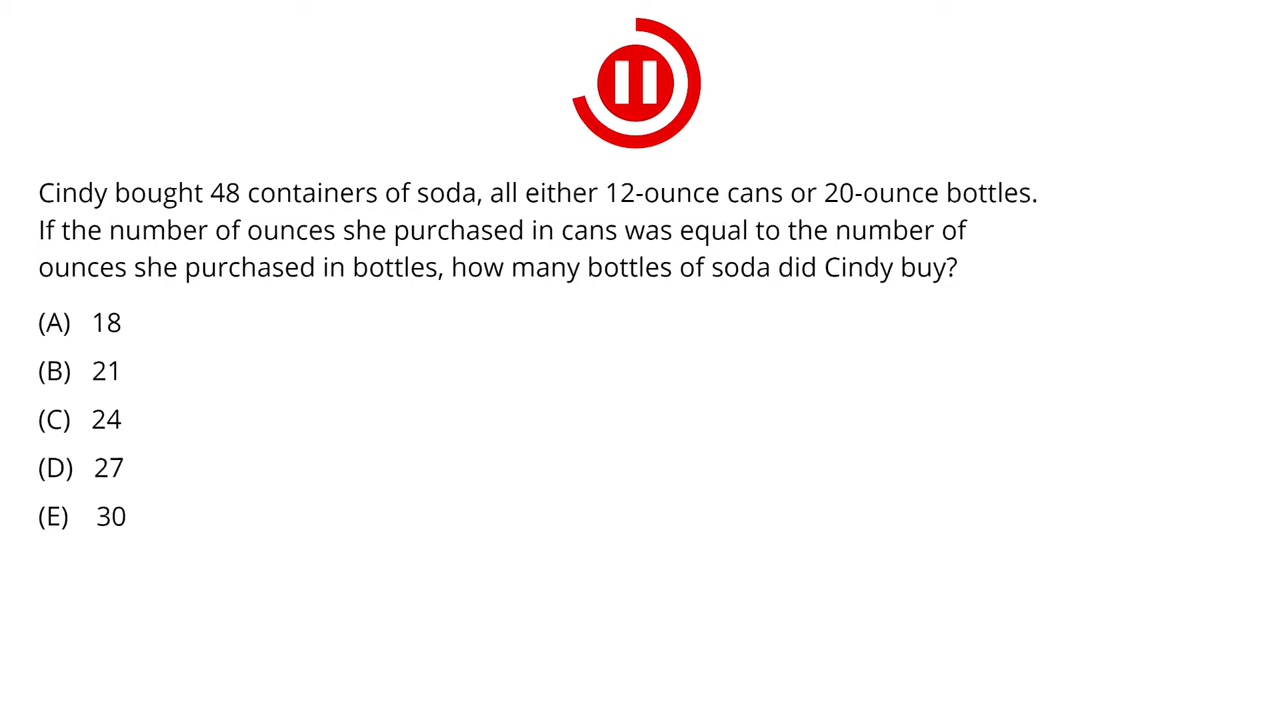 Cindy bought 48 containers of soda, all either 12-ounce cans or 20-ounce bottles.
If the number of ounces she purchased in cans was equal to the number of
ounces she purchased in bottles, how many bottles of soda did Cindy buy?
(A) 18
(B) 21
(C) 24
(D) 27
(E) 30